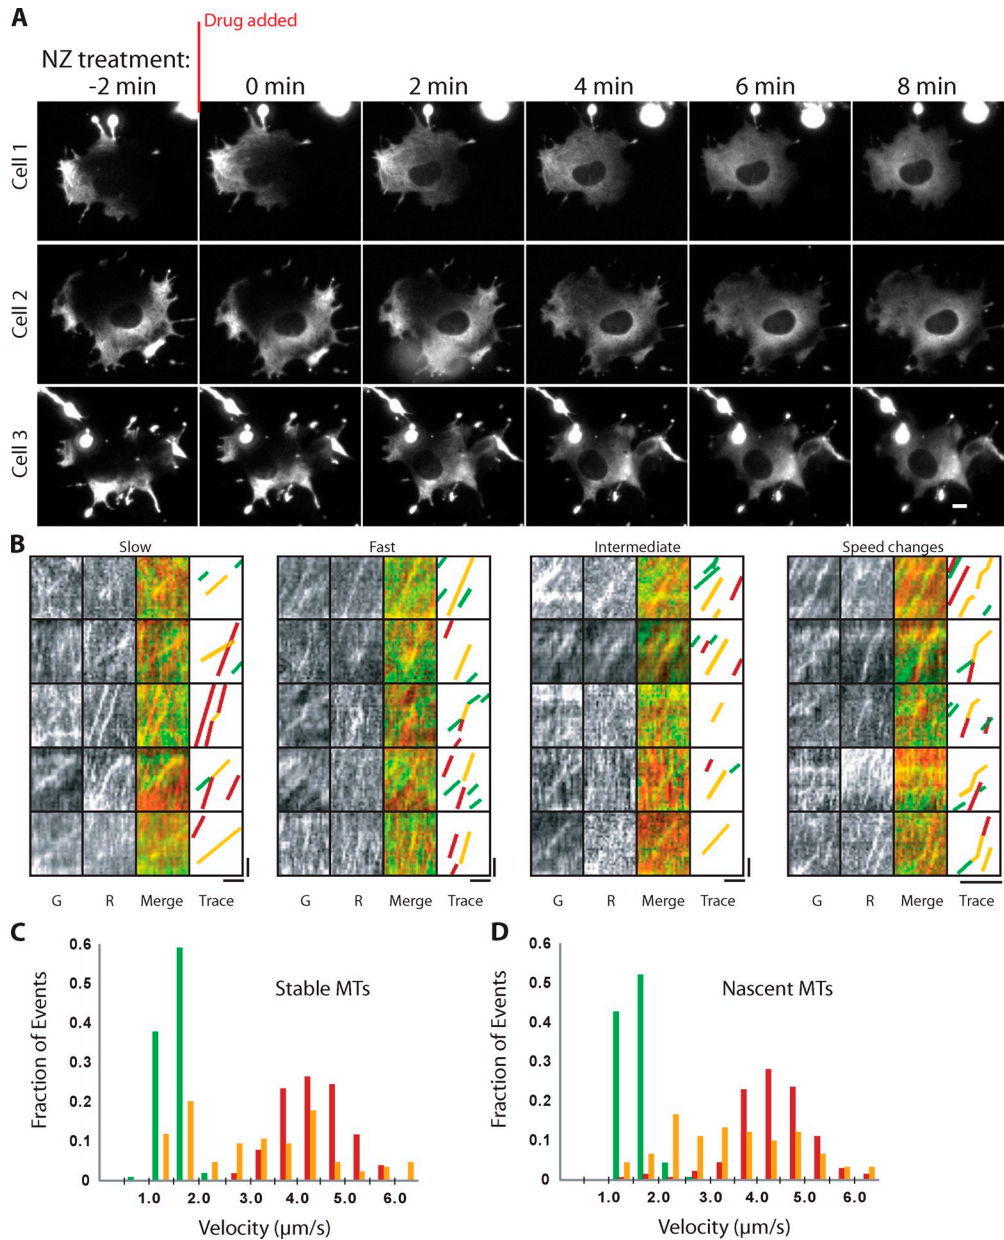 A
Drug added
NZ treatment:
-2 min 0 min 2 min 4 min 6 min 8 min
Cell 1
Cell 2
Cell 3
B
Slow Fast Intermediate Speed changes
G R Merge Trace G R Merge Trace G R Merge Trace G R Merge Trace
C
Fraction of Events
0.6
0.5
0.4
0.3
0.2
0.1
0
Stable MTs
1.0 2.0 3.0 4.0 5.0 6.0
Velocity (μm/s)
D
Fraction of Events
0.6
0.5
0.4
0.3
0.2
0.1
0
Nascent MTs
1.0 2.0 3.0 4.0 5.0 6.0
Velocity (μm/s)